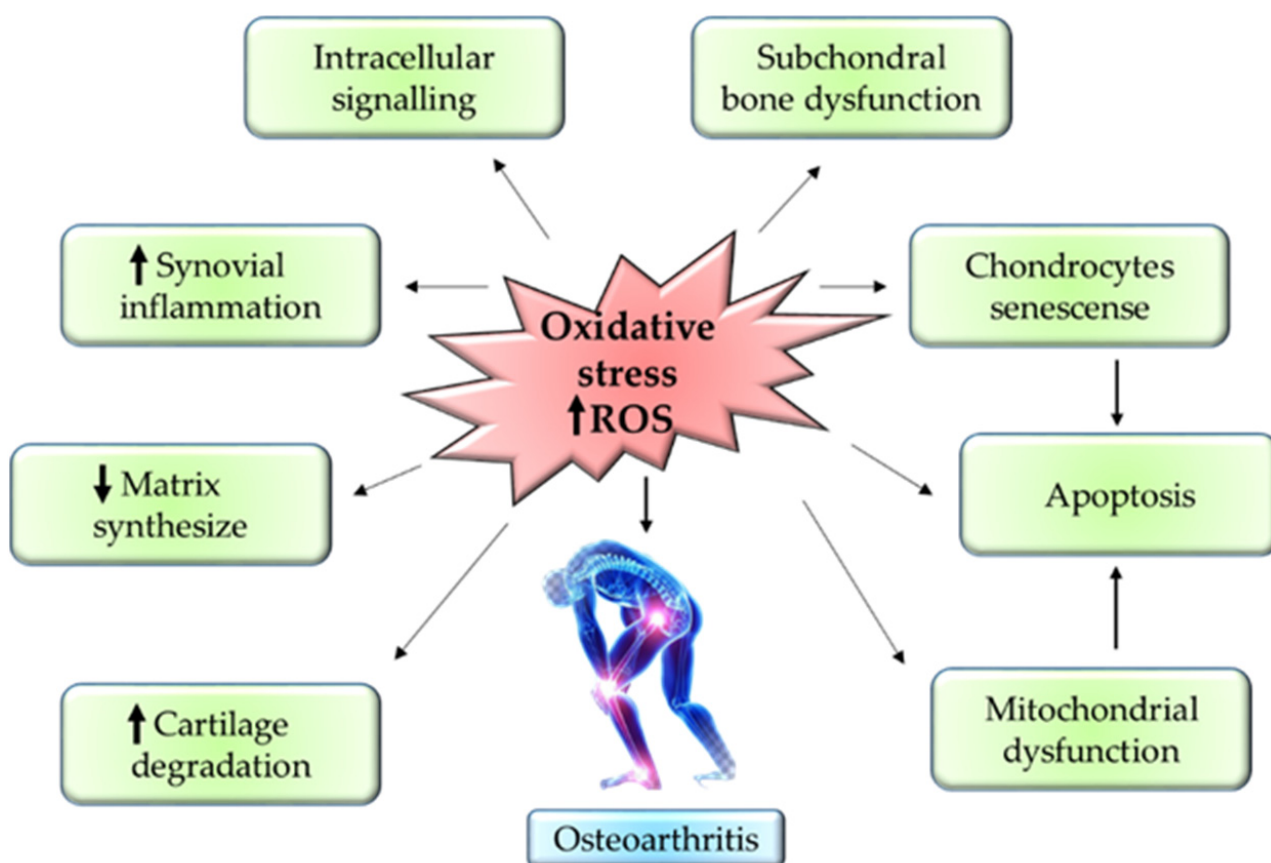 Intracellular
signalling
Subchondral
bone dysfunction
↑ Synovial
inflammation
Oxidative
stress
↑ROS
Chondrocytes
senescense
↓ Matrix
synthesize
Apoptosis
↑ Cartilage
degradation
Mitochondrial
dysfunction
Osteoarthritis